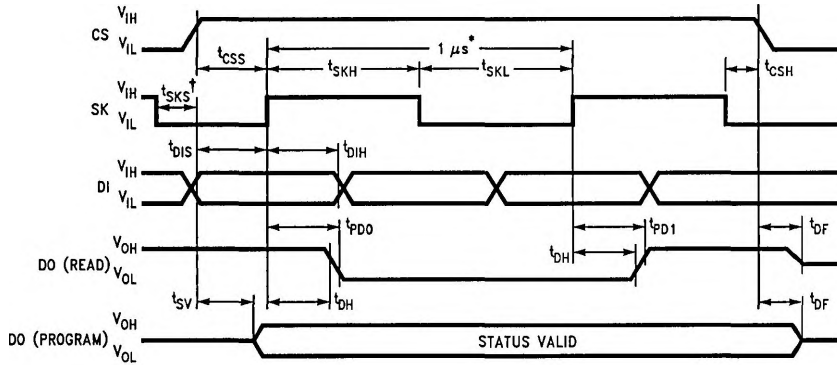 V_IH
CS
V_IL
t_CSS
1 μs*
t_SKH
t_SKL
t_CSH
V_IH
t_SKS†
SK
V_IL
t_DIS
t_DIH
V_IH
DI
V_IL
t_PD0
t_PD1
t_DF
V_OH
DO (READ)
V_OL
t_DH
t_SV
t_DH
t_DF
V_OH
DO (PROGRAM)
V_OL
STATUS VALID